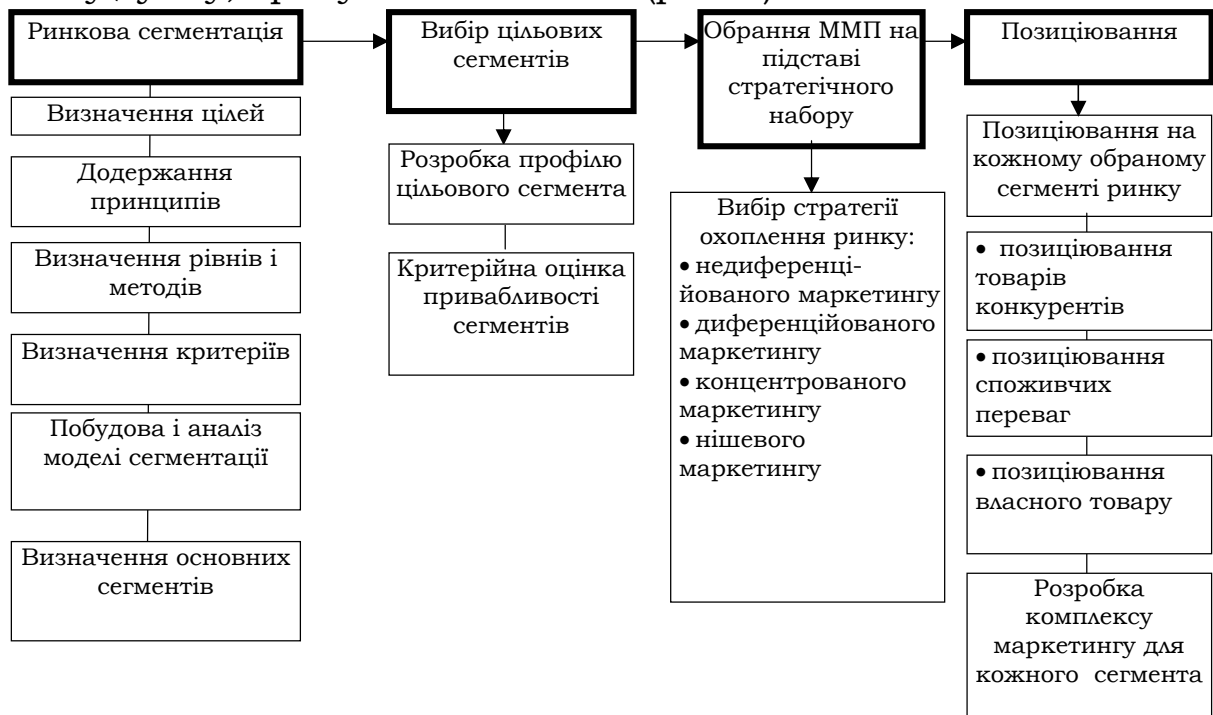 Ринкова сегментація
Визначення цілей
Додержання
принципів
Визначення рівнів і
методів
Визначення критеріїв
Побудова і аналіз
моделі сегментації
Визначення основних
сегментів
Вибір цільових
сегментів
Розробка профілю
цільового сегмента
Критерійна оцінка
привабливості
сегментів
Обрання ММП на
підставі
стратегічного
набору
Вибір стратегії
охоплення ринку:
• недиференці-
йованого маркетингу
• диференційованого
маркетингу
• концентрованого
маркетингу
• нішевого
маркетингу
Позиціювання
Позиціювання на
кожному обраному
сегменті ринку
• позиціювання
товарів
конкурентів
• позиціювання
споживчих
переваг
• позиціювання
власного товару
Розробка
комплексу
маркетингу для
кожного сегмента